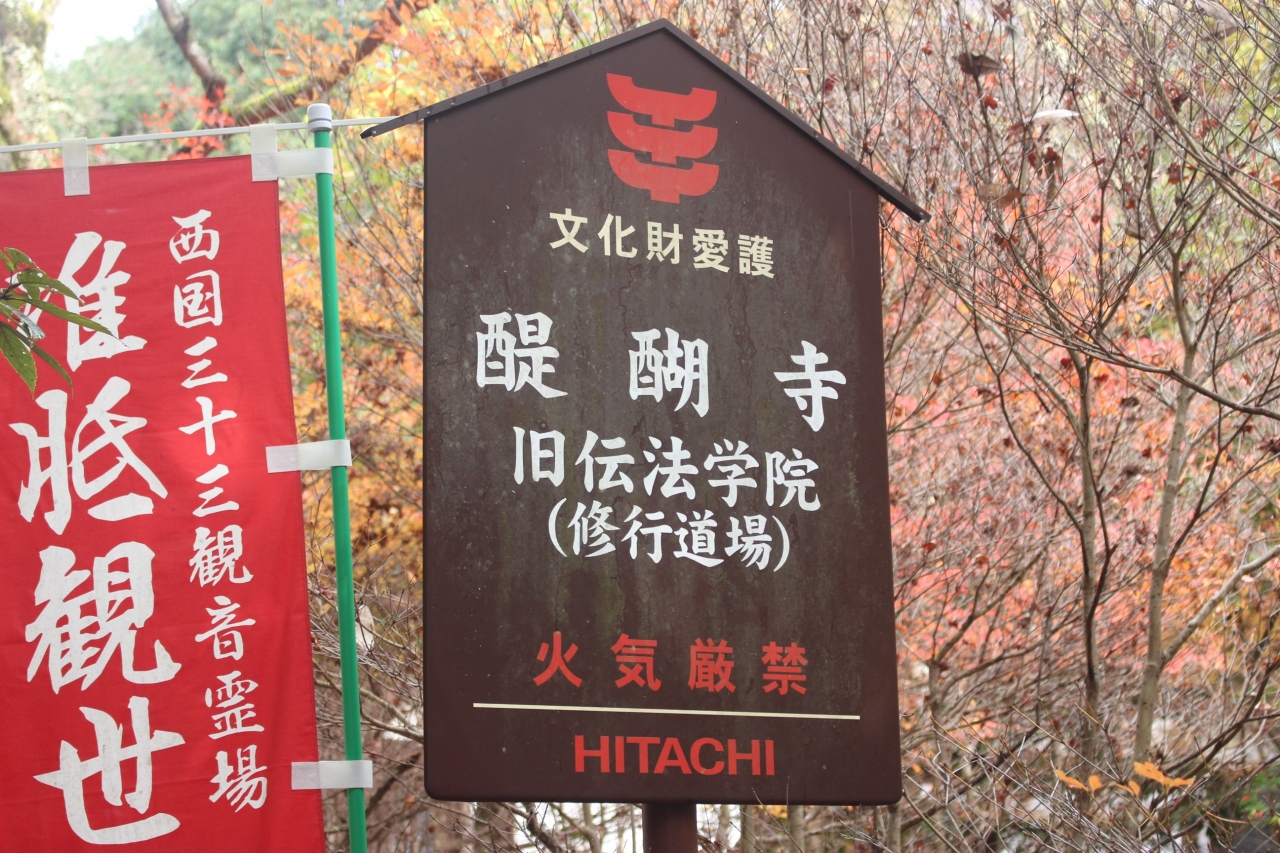 文化財愛護
醍醐寺
旧伝法学院
(修行道場)
火気厳禁
HITACHI
西国三十三観音霊場
准胝観世